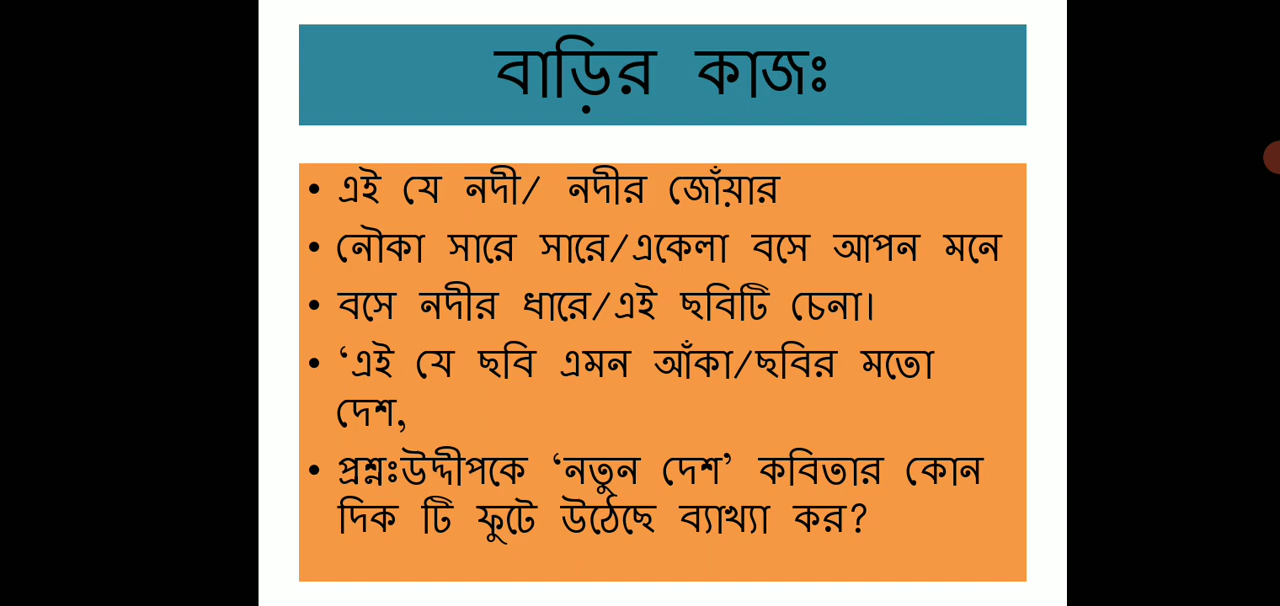 বাড়ির কাজঃ
• এই যে নদী/ নদীর জোঁয়ার
• নৌকা সারে সারে/একেলা বসে আপন মনে
• বসে নদীর ধারে/এই ছবিটি চেনা।
• ‘এই যে ছবি এমন আঁকা/ছবির মতো
দেশ,
• প্রশ্নঃউদ্দীপকে ‘নতুন দেশ’ কবিতার কোন
দিক টি ফুটে উঠেছে ব্যাখ্যা কর?